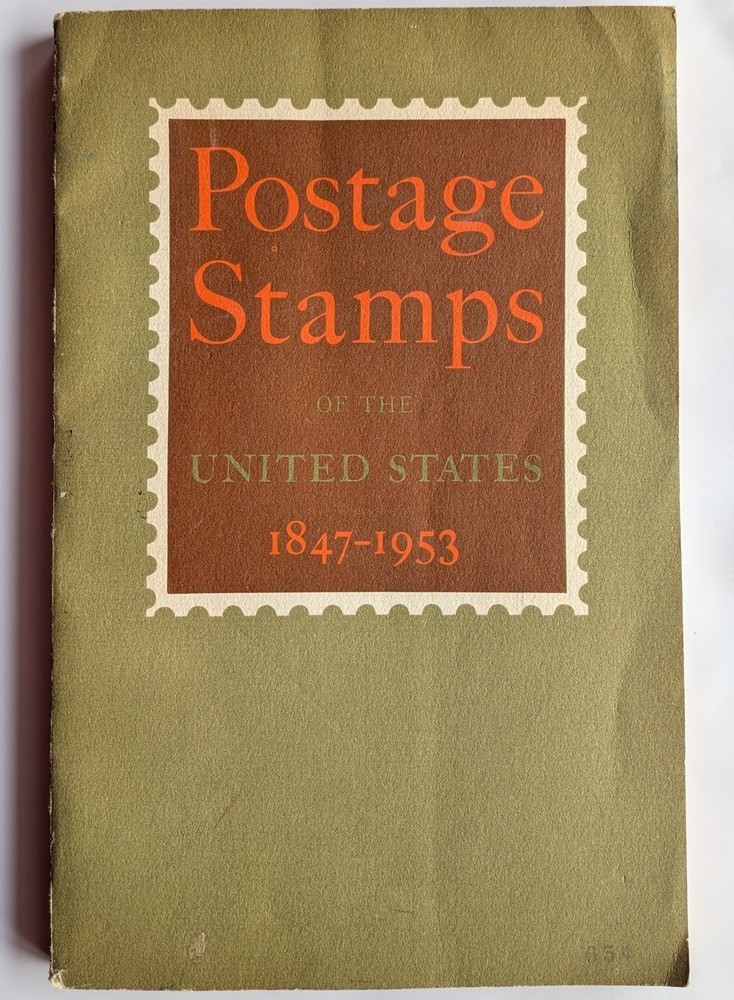 Postage
Stamps
OF THE
UNITED STATES
1847–1953